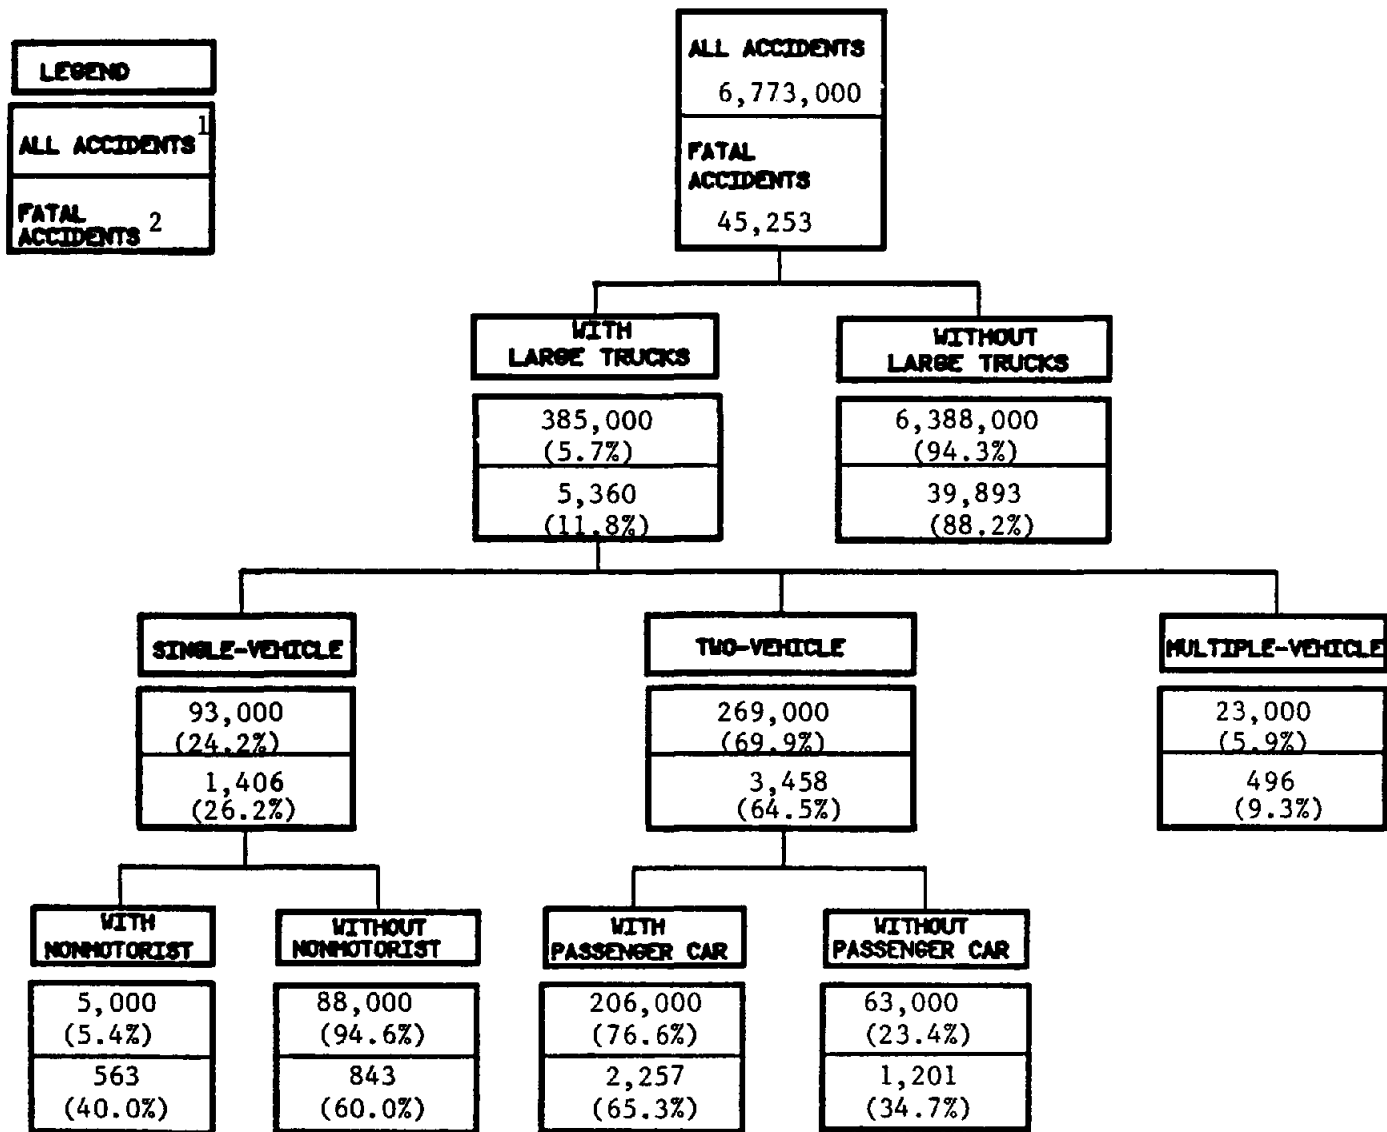 LEGEND
ALL ACCIDENTS 1
FATAL
ACCIDENTS 2
ALL ACCIDENTS
6,773,000
FATAL
ACCIDENTS
45,253
WITH
LARGE TRUCKS
385,000
(5.7%)
5,360
(11.8%)
WITHOUT
LARGE TRUCKS
6,388,000
(94.3%)
39,893
(88.2%)
SINGLE-VEHICLE
93,000
(24.2%)
1,406
(26.2%)
TWO-VEHICLE
269,000
(69.9%)
3,458
(64.5%)
MULTIPLE-VEHICLE
23,000
(5.9%)
496
(9.3%)
WITH
NONMOTORIST
5,000
(5.4%)
563
(40.0%)
WITHOUT
NONMOTORIST
88,000
(94.6%)
843
(60.0%)
WITH
PASSENGER CAR
206,000
(76.6%)
2,257
(65.3%)
WITHOUT
PASSENGER CAR
63,000
(23.4%)
1,201
(34.7%)